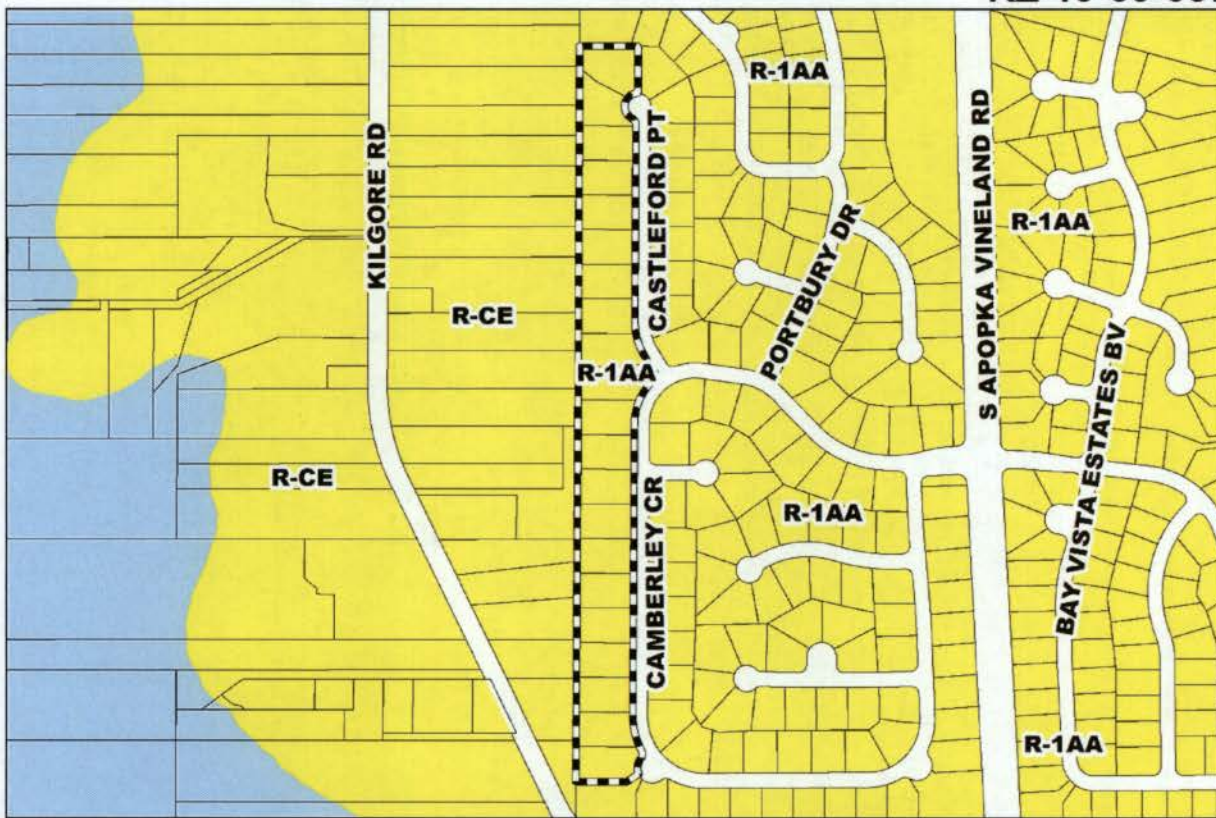 R-1AA
KILGORE RD
CASTLEFORD PT
S APOPKA VINELAND RD
R-1AA
PORTBURY DR
R-CE
R-1AA
BAY VISTA ESTATES BV
R-CE
R-1AA
CAMBERLEY CR
R-1AA